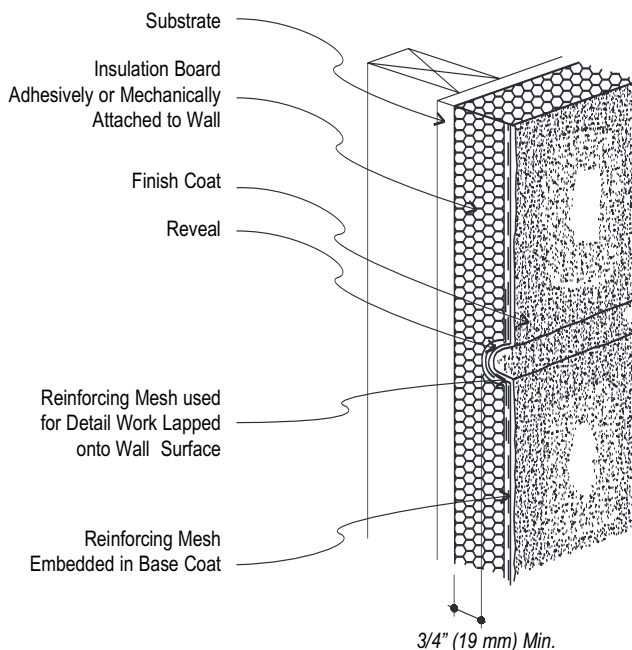 Substrate
Insulation Board
Adhesively or Mechanically
Attached to Wall
Finish Coat
Reveal
Reinforcing Mesh used
for Detail Work Lapped
onto Wall Surface
Reinforcing Mesh
Embedded in Base Coat
3/4" (19 mm) Min.